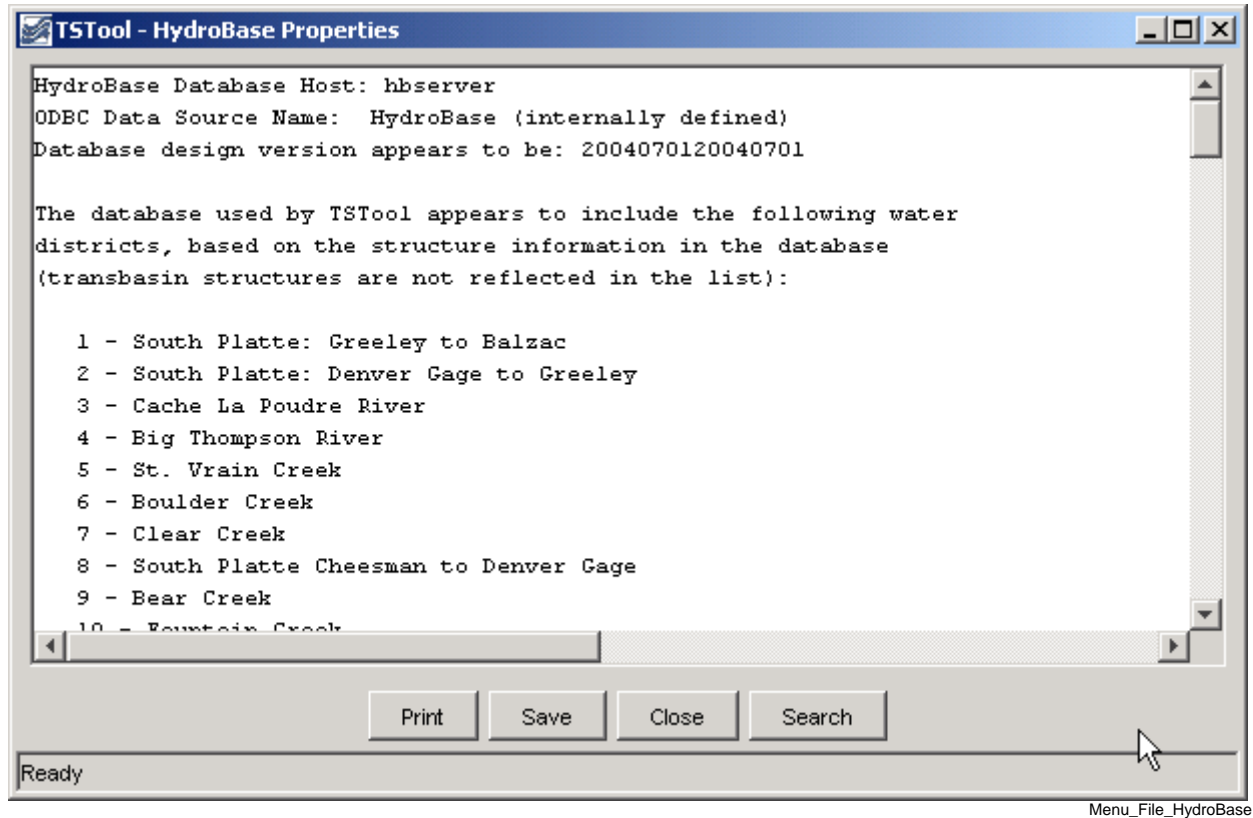 TSTool - HydroBase Properties
HydroBase Database Host: hbserver
ODBC Data Source Name:  HydroBase (internally defined)
Database design version appears to be: 2004070120040701
The database used by TSTool appears to include the following water
districts, based on the structure information in the database
(transbasin structures are not reflected in the list):
1 - South Platte: Greeley to Balzac
2 - South Platte: Denver Gage to Greeley
3 - Cache La Poudre River
4 - Big Thompson River
5 - St. Vrain Creek
6 - Boulder Creek
7 - Clear Creek
8 - South Platte Cheesman to Denver Gage
9 - Bear Creek
10 - Fountain Creek
Print Save Close Search
Ready
Menu_File_HydroBase